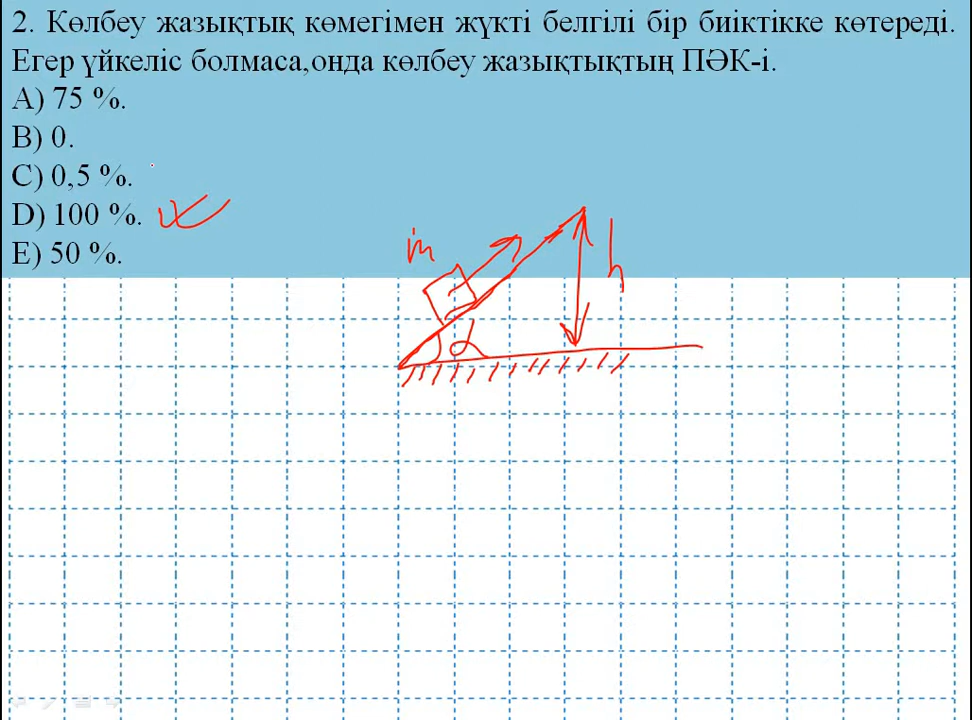 2. Көлбеу жазықтық көмегімен жүкті белгілі бір биіктікке көтереді.
Егер үйкеліс болмаса,онда көлбеу жазықтықтың ПӘК-і.
A) 75 %.
B) 0.
C) 0,5 %.
D) 100 %.
E) 50 %.
m
h
α